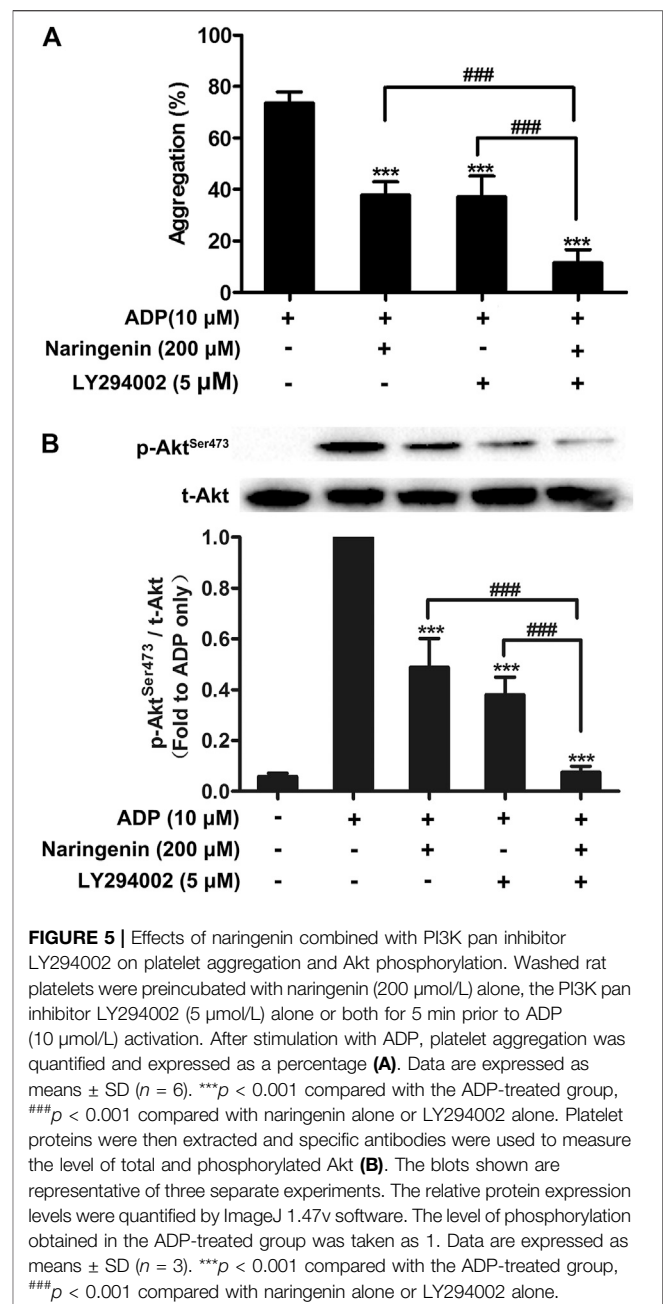 A
Aggregation (%)
100
80
60
40
20
0
###
###
***
***
***
ADP(10 µM) + + + +
Naringenin (200 µM) - + - +
LY294002 (5 µM) - - + +
B
p-Akt^Ser473
t-Akt
p-Akt^Ser473 / t-Akt
(Fold to ADP only)
1.0
0.8
0.6
0.4
0.2
0.0
###
###
***
***
***
ADP (10 µM) - + + + +
Naringenin (200 µM) - - + - +
LY294002 (5 µM) - - - + +
FIGURE 5 | Effects of naringenin combined with PI3K pan inhibitor
LY294002 on platelet aggregation and Akt phosphorylation. Washed rat
platelets were preincubated with naringenin (200 µmol/L) alone, the PI3K pan
inhibitor LY294002 (5 µmol/L) alone or both for 5 min prior to ADP
(10 µmol/L) activation. After stimulation with ADP, platelet aggregation was
quantified and expressed as a percentage (A). Data are expressed as
means ± SD (n = 6). ***p < 0.001 compared with the ADP-treated group,
###p < 0.001 compared with naringenin alone or LY294002 alone. Platelet
proteins were then extracted and specific antibodies were used to measure
the level of total and phosphorylated Akt (B). The blots shown are
representative of three separate experiments. The relative protein expression
levels were quantified by ImageJ 1.47v software. The level of phosphorylation
obtained in the ADP-treated group was taken as 1. Data are expressed as
means ± SD (n = 3). ***p < 0.001 compared with the ADP-treated group,
###p < 0.001 compared with naringenin alone or LY294002 alone.